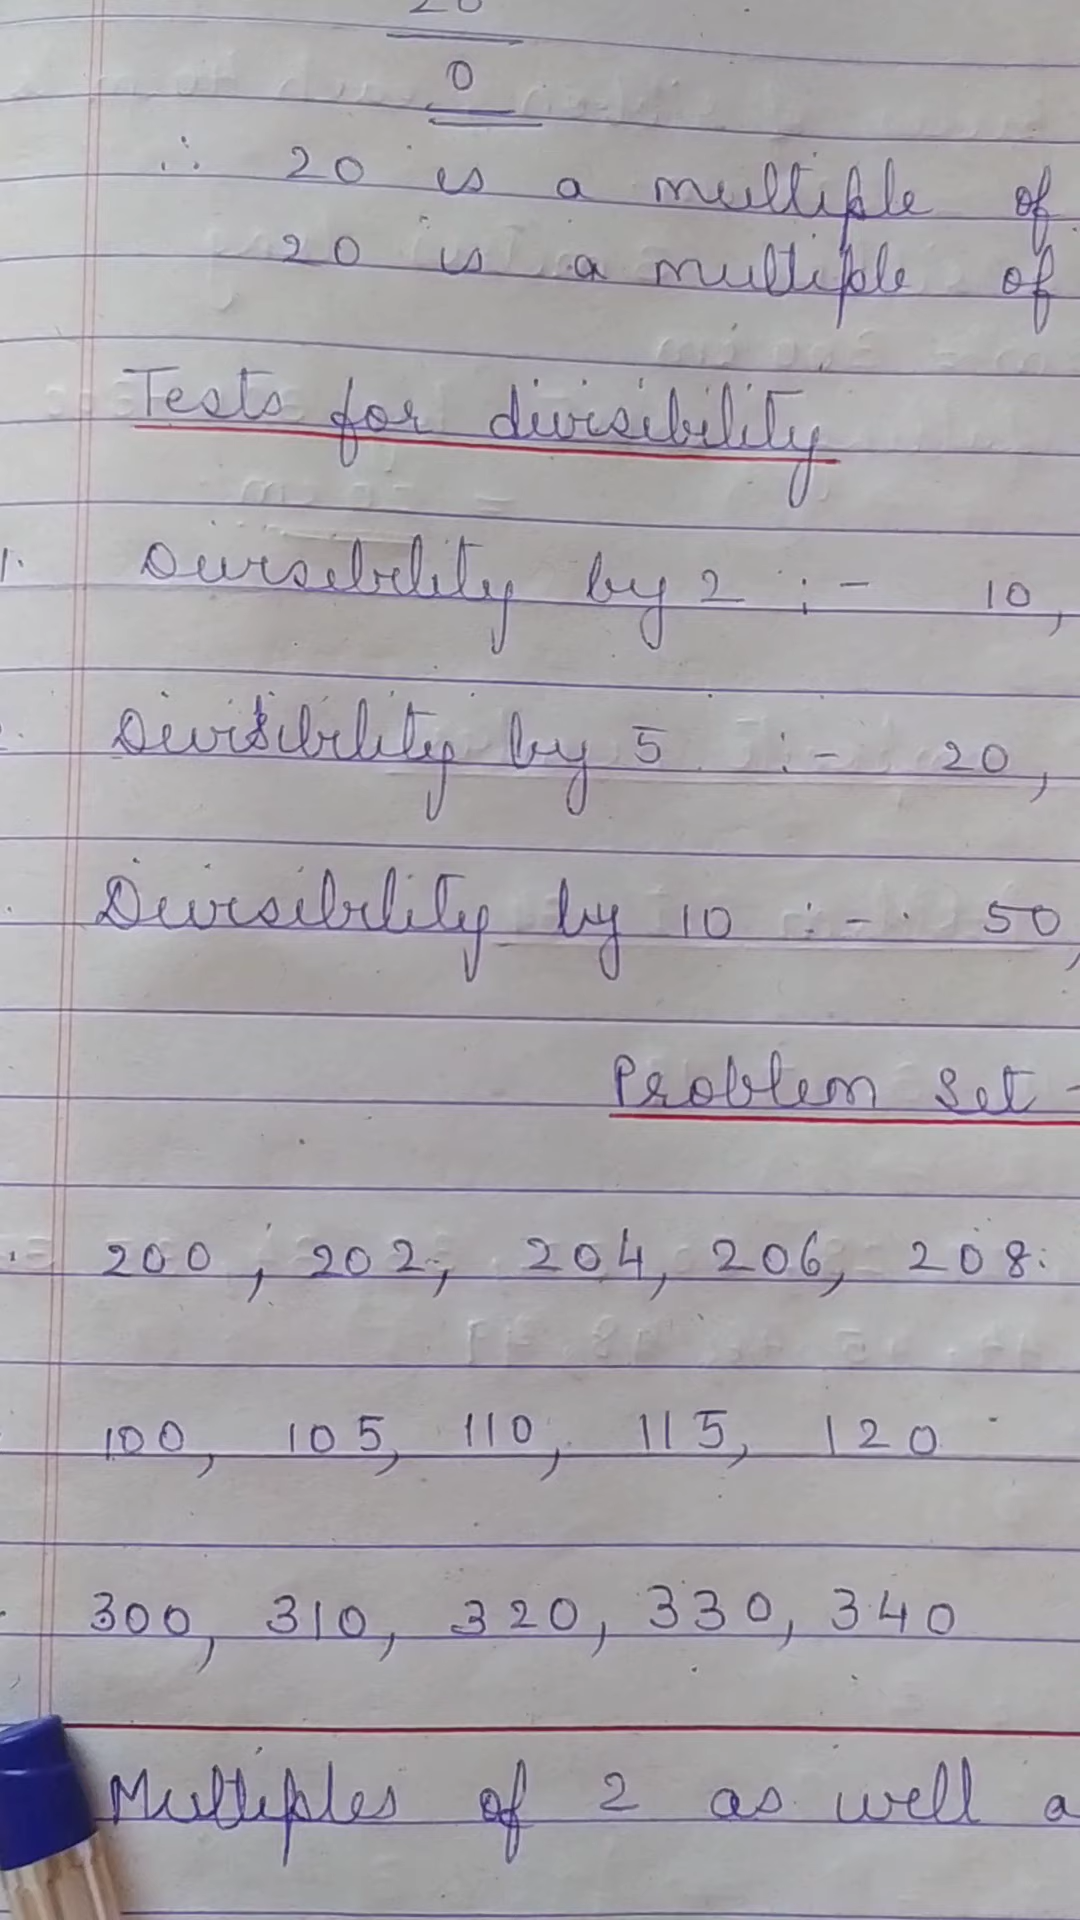 20
0
∴ 20 is a multiple of
20 is a multiple of
Tests for divisibility
1. Divisibility by 2 :- 10,
Divisibility by 5 :- 20,
Divisibility by 10 :- 50,
Problem Set -
200, 202, 204, 206, 208.
100, 105, 110, 115, 120
300, 310, 320, 330, 340
Multiples of 2 as well a